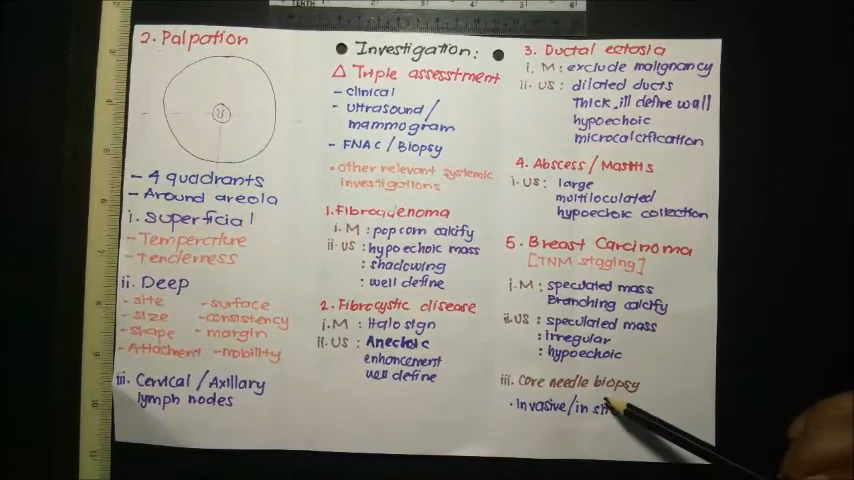 2. Palpation
- 4 quadrants
- Around areola
i. Superficial
- Temperature
- Tenderness
ii. Deep
- site - surface
- size - consistency
- shape - margin
- Attachment - mobility
iii. Cervical / Axillary
lymph nodes
Investigation:
Δ Triple assesstment
- clinical
- ultrasound/
mammogram
- FNAC / Biopsy
• other relevant systemic
investigations
1. Fibroadenoma
i. M : popcorn calcify
ii. US : hypoechoic mass
: shadowing
: well define
2. Fibrocystic disease
i. M : Halo sign
ii. US : Anechoic
enhancement
well define
3. Ductal ectasia
i. M : exclude malignancy
ii. US : dilated ducts
Thick, ill define wall
hypoechoic
microcalcification
4. Abscess / Mastitis
i. US : large
multiloculated
hypoechoic collection
5. Breast Carcinoma
[TNM staging]
i. M : speculated mass
Branching calcify
ii. US : speculated mass
: irregular
: hypoechoic
iii. Core needle biopsy
• Invasive / in